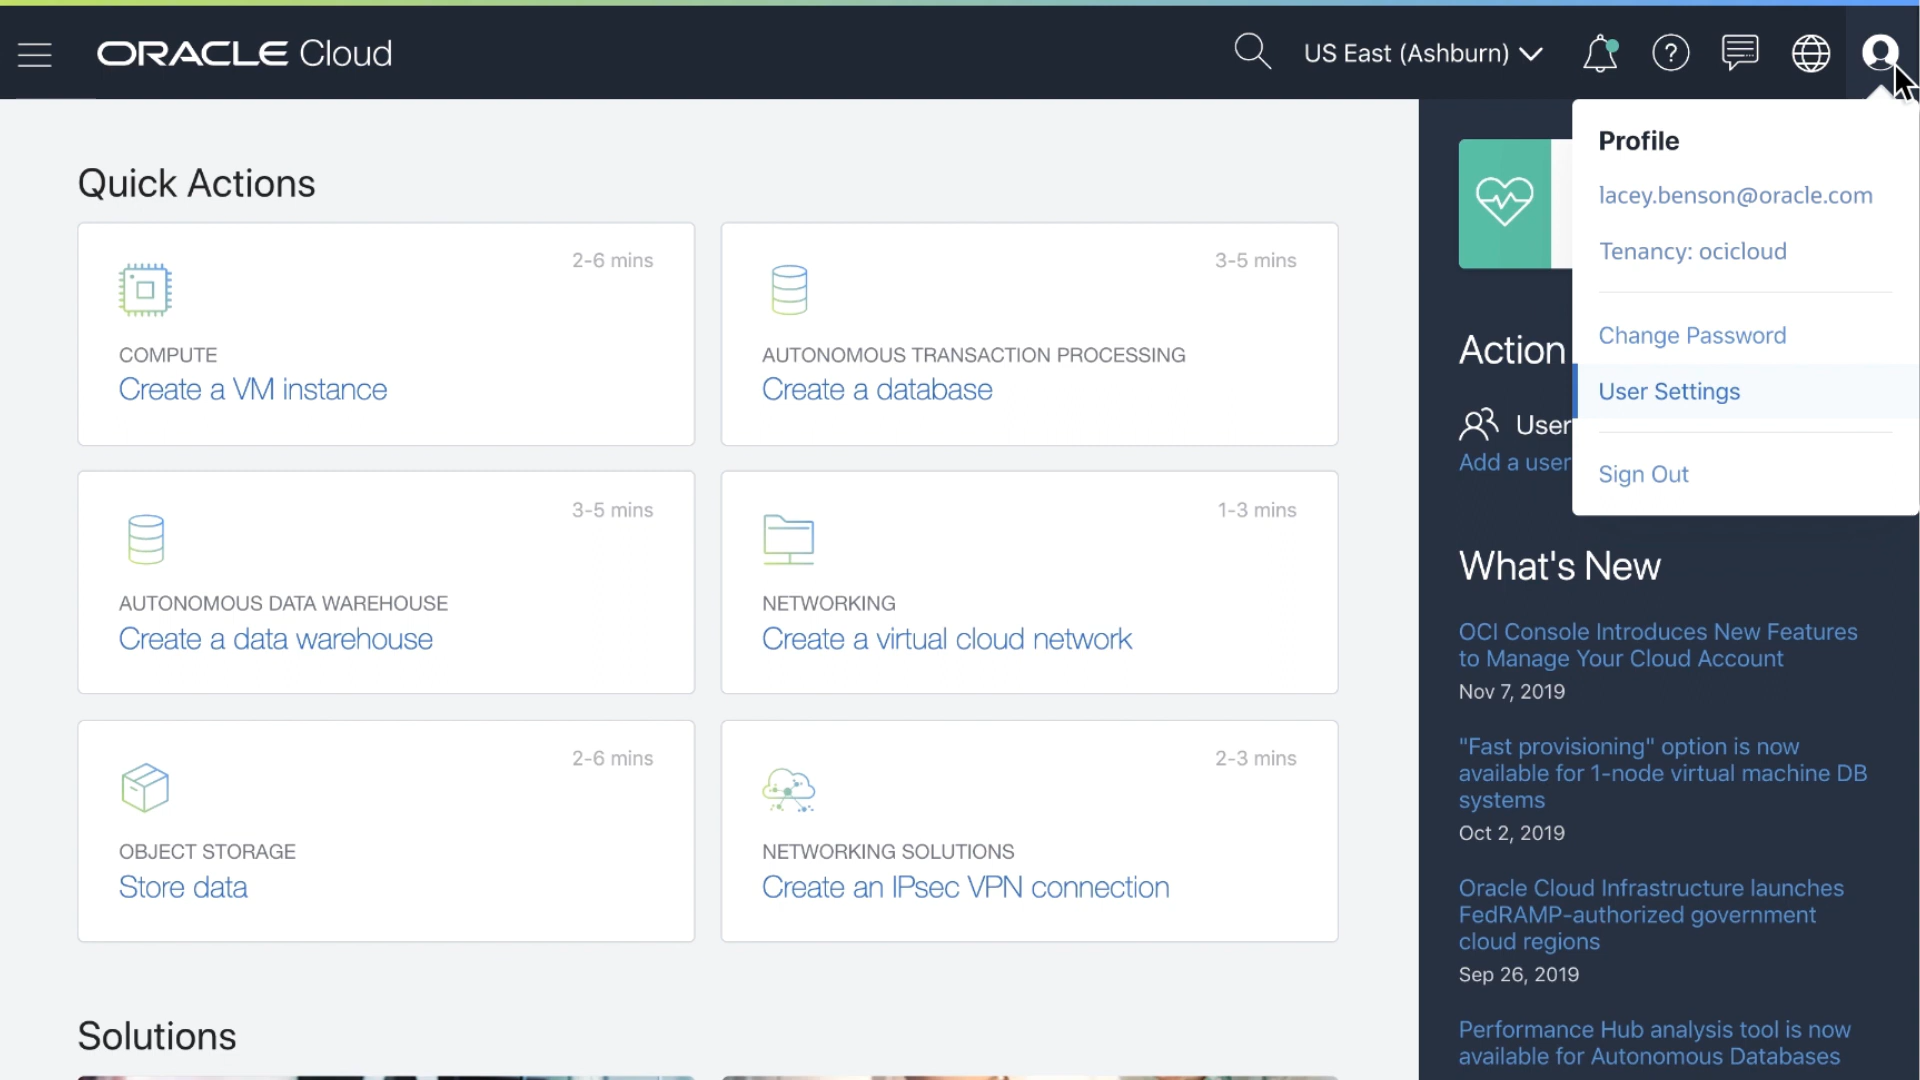 ORACLE Cloud
US East (Ashburn)
?
Quick Actions
2-6 mins
COMPUTE
Create a VM instance
3-5 mins
AUTONOMOUS TRANSACTION PROCESSING
Create a database
3-5 mins
AUTONOMOUS DATA WAREHOUSE
Create a data warehouse
1-3 mins
NETWORKING
Create a virtual cloud network
2-6 mins
OBJECT STORAGE
Store data
2-3 mins
NETWORKING SOLUTIONS
Create an IPsec VPN connection
Solutions
Profile
lacey.benson@oracle.com
Tenancy: ocicloud
Change Password
User Settings
Sign Out
Action
User
Add a user
What's New
OCI Console Introduces New Features
to Manage Your Cloud Account
Nov 7, 2019
"Fast provisioning" option is now
available for 1-node virtual machine DB
systems
Oct 2, 2019
Oracle Cloud Infrastructure launches
FedRAMP-authorized government
cloud regions
Sep 26, 2019
Performance Hub analysis tool is now
available for Autonomous Databases